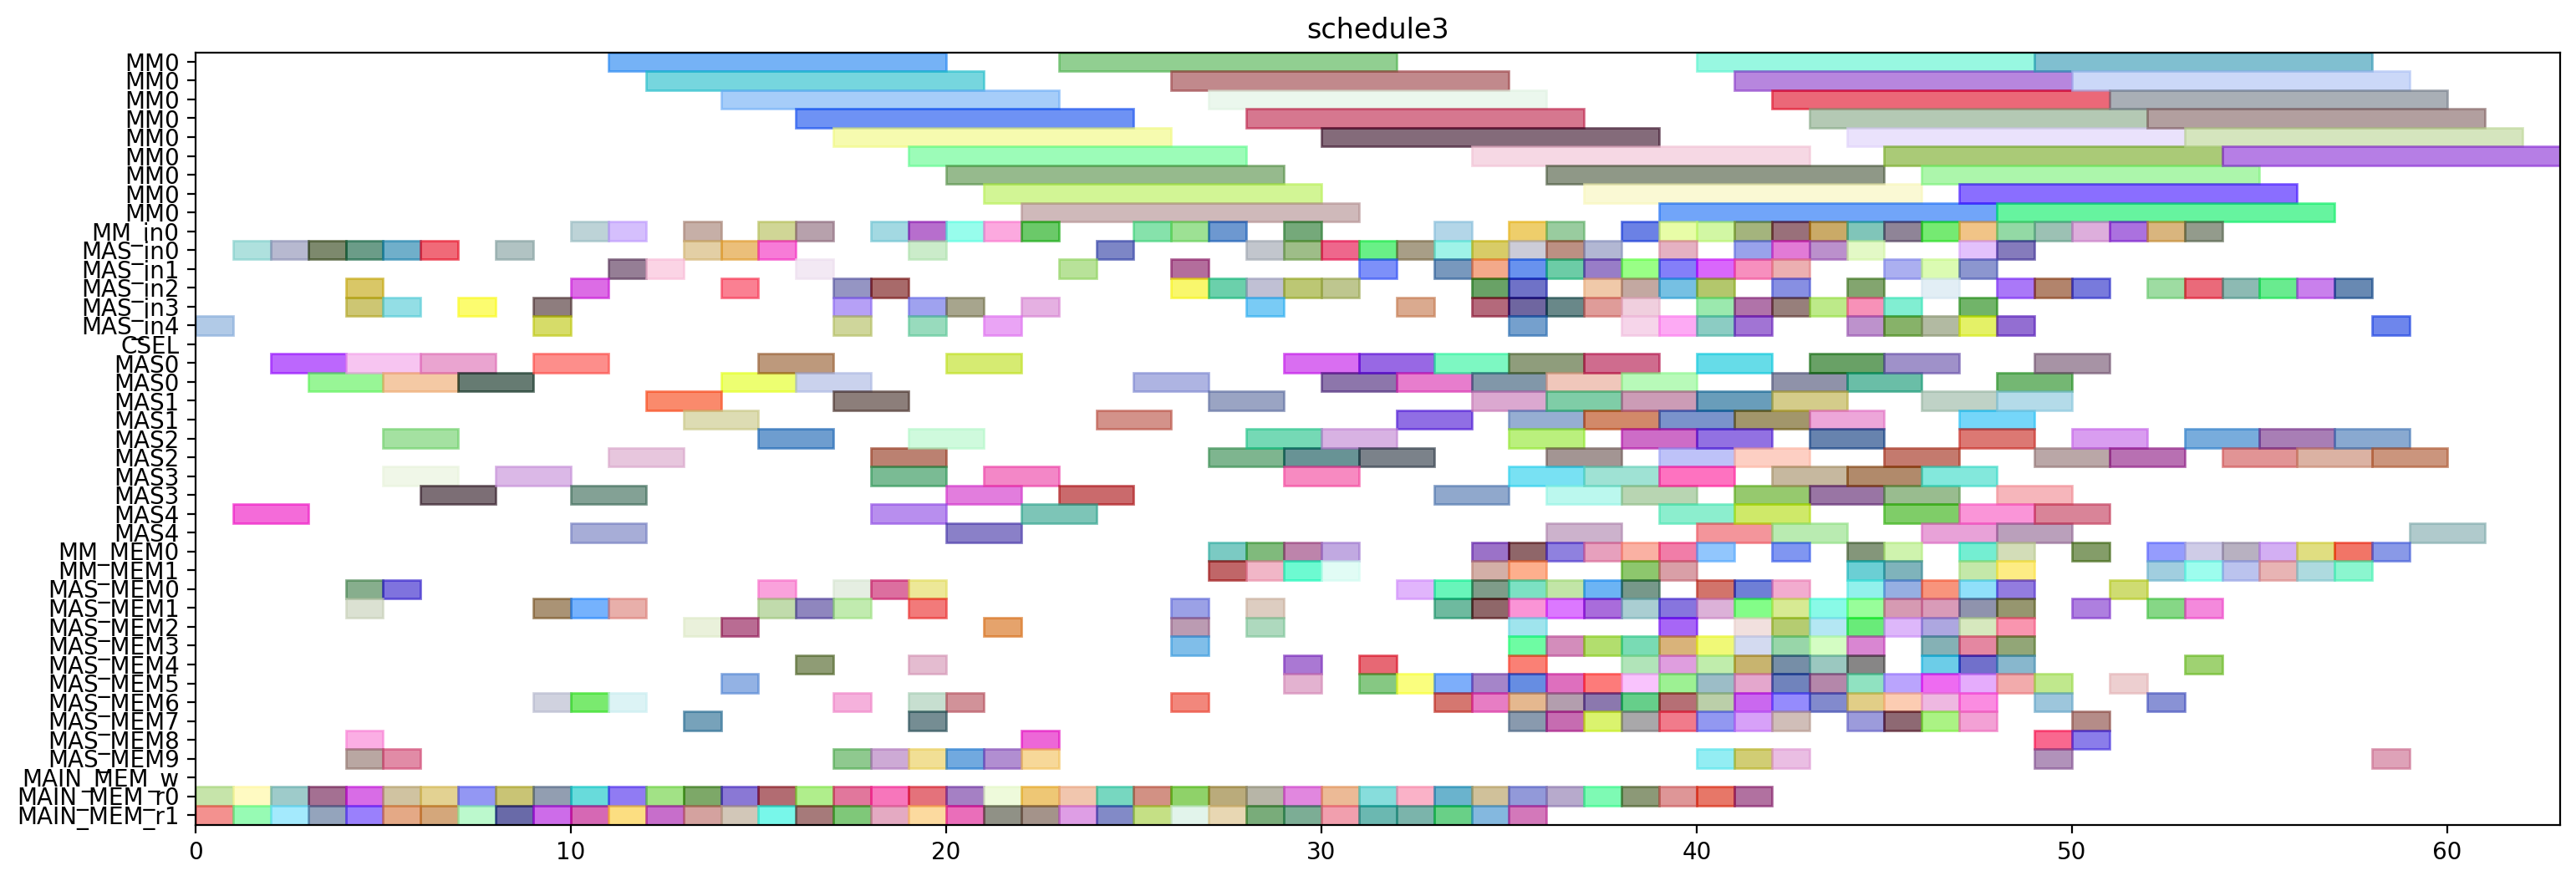 schedule3
MM0
MM0
MM0
MM0
MM0
MM0
MM0
MM0
MM0
MM_in0
MAS_in0
MAS_in1
MAS_in2
MAS_in3
MAS_in4
CSEL
MAS0
MAS0
MAS1
MAS1
MAS2
MAS2
MAS3
MAS3
MAS4
MAS4
MM_MEM0
MM_MEM1
MAS_MEM0
MAS_MEM1
MAS_MEM2
MAS_MEM3
MAS_MEM4
MAS_MEM5
MAS_MEM6
MAS_MEM7
MAS_MEM8
MAS_MEM9
MAIN_MEM_w
MAIN_MEM_r0
MAIN_MEM_r1
0 10 20 30 40 50 60